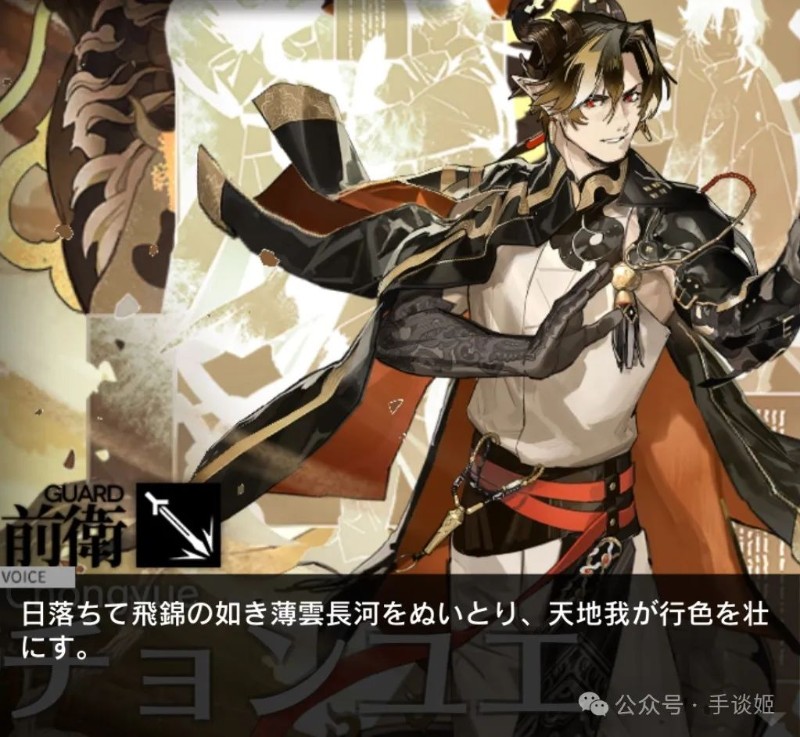 GUARD
前衛
VOICE
Chongyue
日落ちて飛錦の如き薄雲長河をぬいとり、天地我が行色を壮
にす。
チョンユエ
公众号·手谈姬